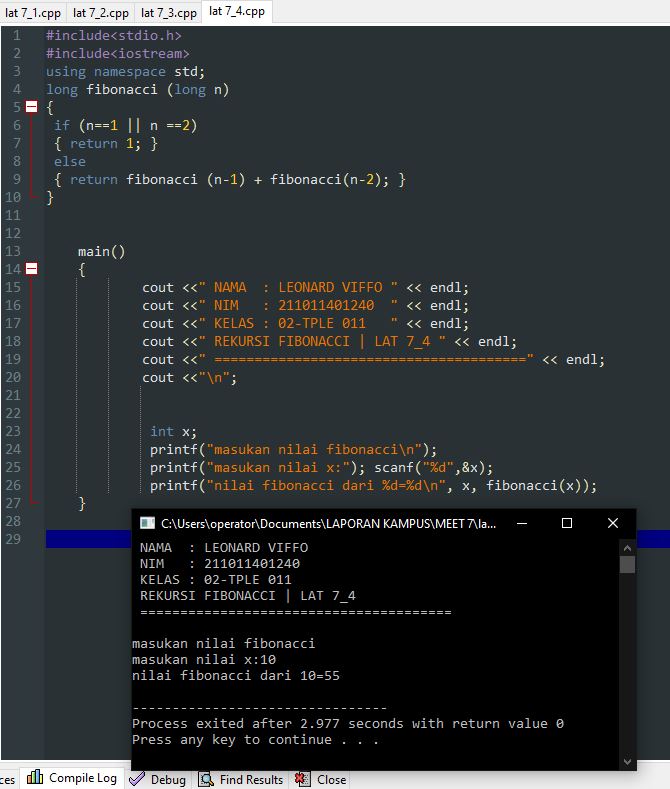 lat 7_1.cpp lat 7_2.cpp lat 7_3.cpp lat 7_4.cpp
1 #include<stdio.h>
2 #include<iostream>
3 using namespace std;
4 long fibonacci (long n)
5 {
6 if (n==1 || n ==2)
7 { return 1; }
8 else
9 { return fibonacci (n-1) + fibonacci(n-2); }
10 }
11
12
13 main()
14 {
15 cout <<" NAMA  : LEONARD VIFFO " << endl;
16 cout <<" NIM   : 211011401240  " << endl;
17 cout <<" KELAS : 02-TPLE 011   " << endl;
18 cout <<" REKURSI FIBONACCI | LAT 7_4 " << endl;
19 cout <<" =======================================" << endl;
20 cout <<"\n";
21
22
23 int x;
24 printf("masukan nilai fibonacci\n");
25 printf("masukan nilai x:"); scanf("%d",&x);
26 printf("nilai fibonacci dari %d=%d\n", x, fibonacci(x));
27 }
28
29
C:\Users\operator\Documents\LAPORAN KAMPUS\MEET 7\la...
NAMA  : LEONARD VIFFO
NIM   : 211011401240
KELAS : 02-TPLE 011
REKURSI FIBONACCI | LAT 7_4
=======================================
masukan nilai fibonacci
masukan nilai x:10
nilai fibonacci dari 10=55
--------------------------------
Process exited after 2.977 seconds with return value 0
Press any key to continue . . .
ces Compile Log Debug Find Results Close